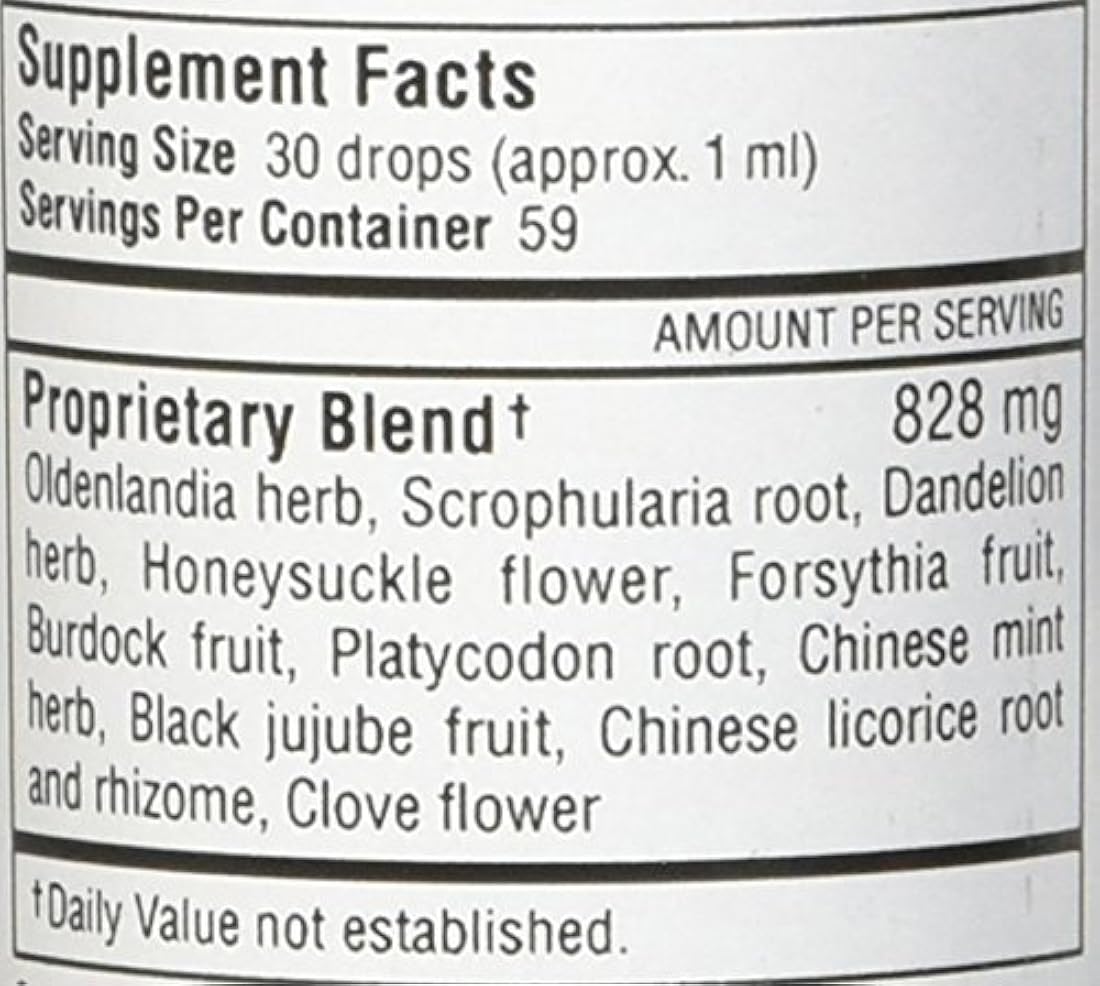 Supplement Facts
Serving Size 30 drops (approx. 1 ml)
Servings Per Container 59
AMOUNT PER SERVING
Proprietary Blend† 828 mg
Oldenlandia herb, Scrophularia root, Dandelion
herb, Honeysuckle flower, Forsythia fruit,
Burdock fruit, Platycodon root, Chinese mint
herb, Black jujube fruit, Chinese licorice root
and rhizome, Clove flower
†Daily Value not established.